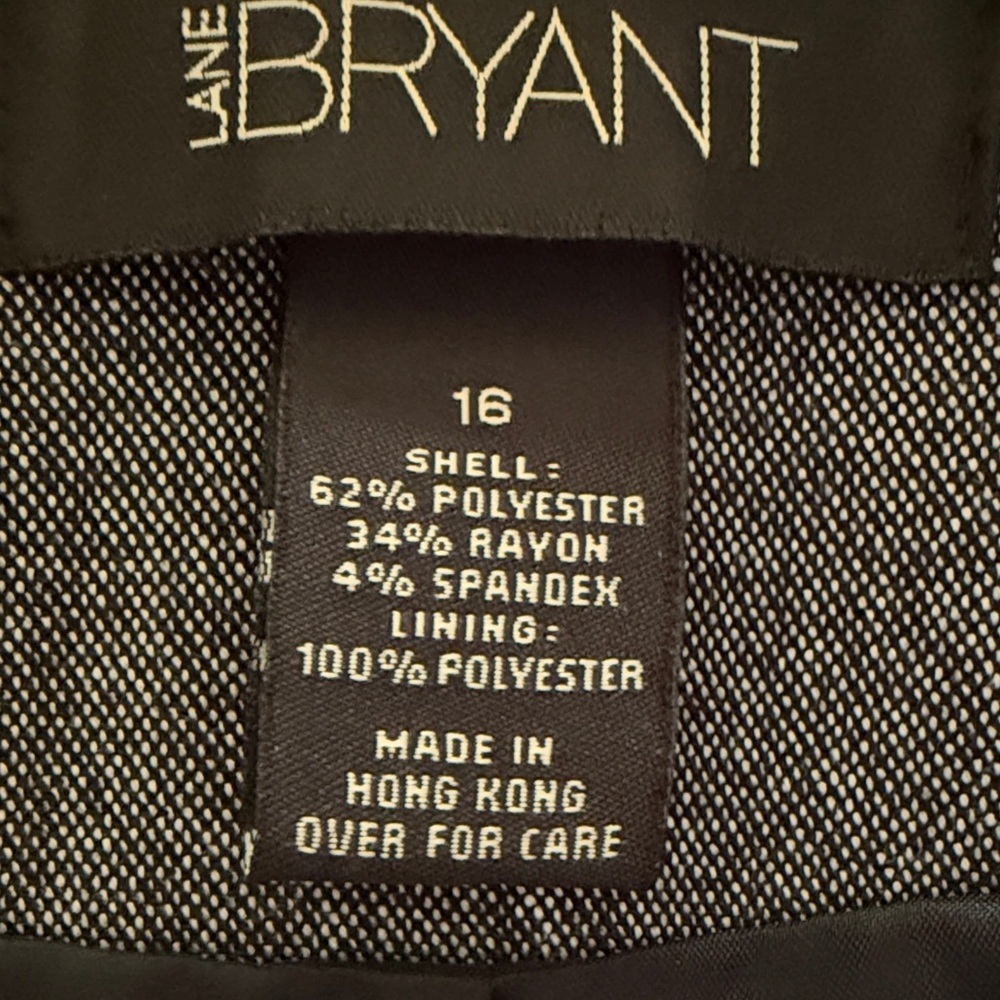 LANE BRYANT
16
SHELL:
62% POLYESTER
34% RAYON
4% SPANDEX
LINING:
100% POLYESTER
MADE IN
HONG KONG
OVER FOR CARE